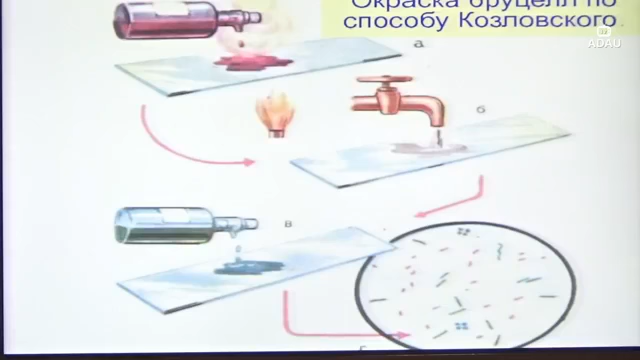 Окраска бруцелл по
способу Козловского
ADAU
а
б
в